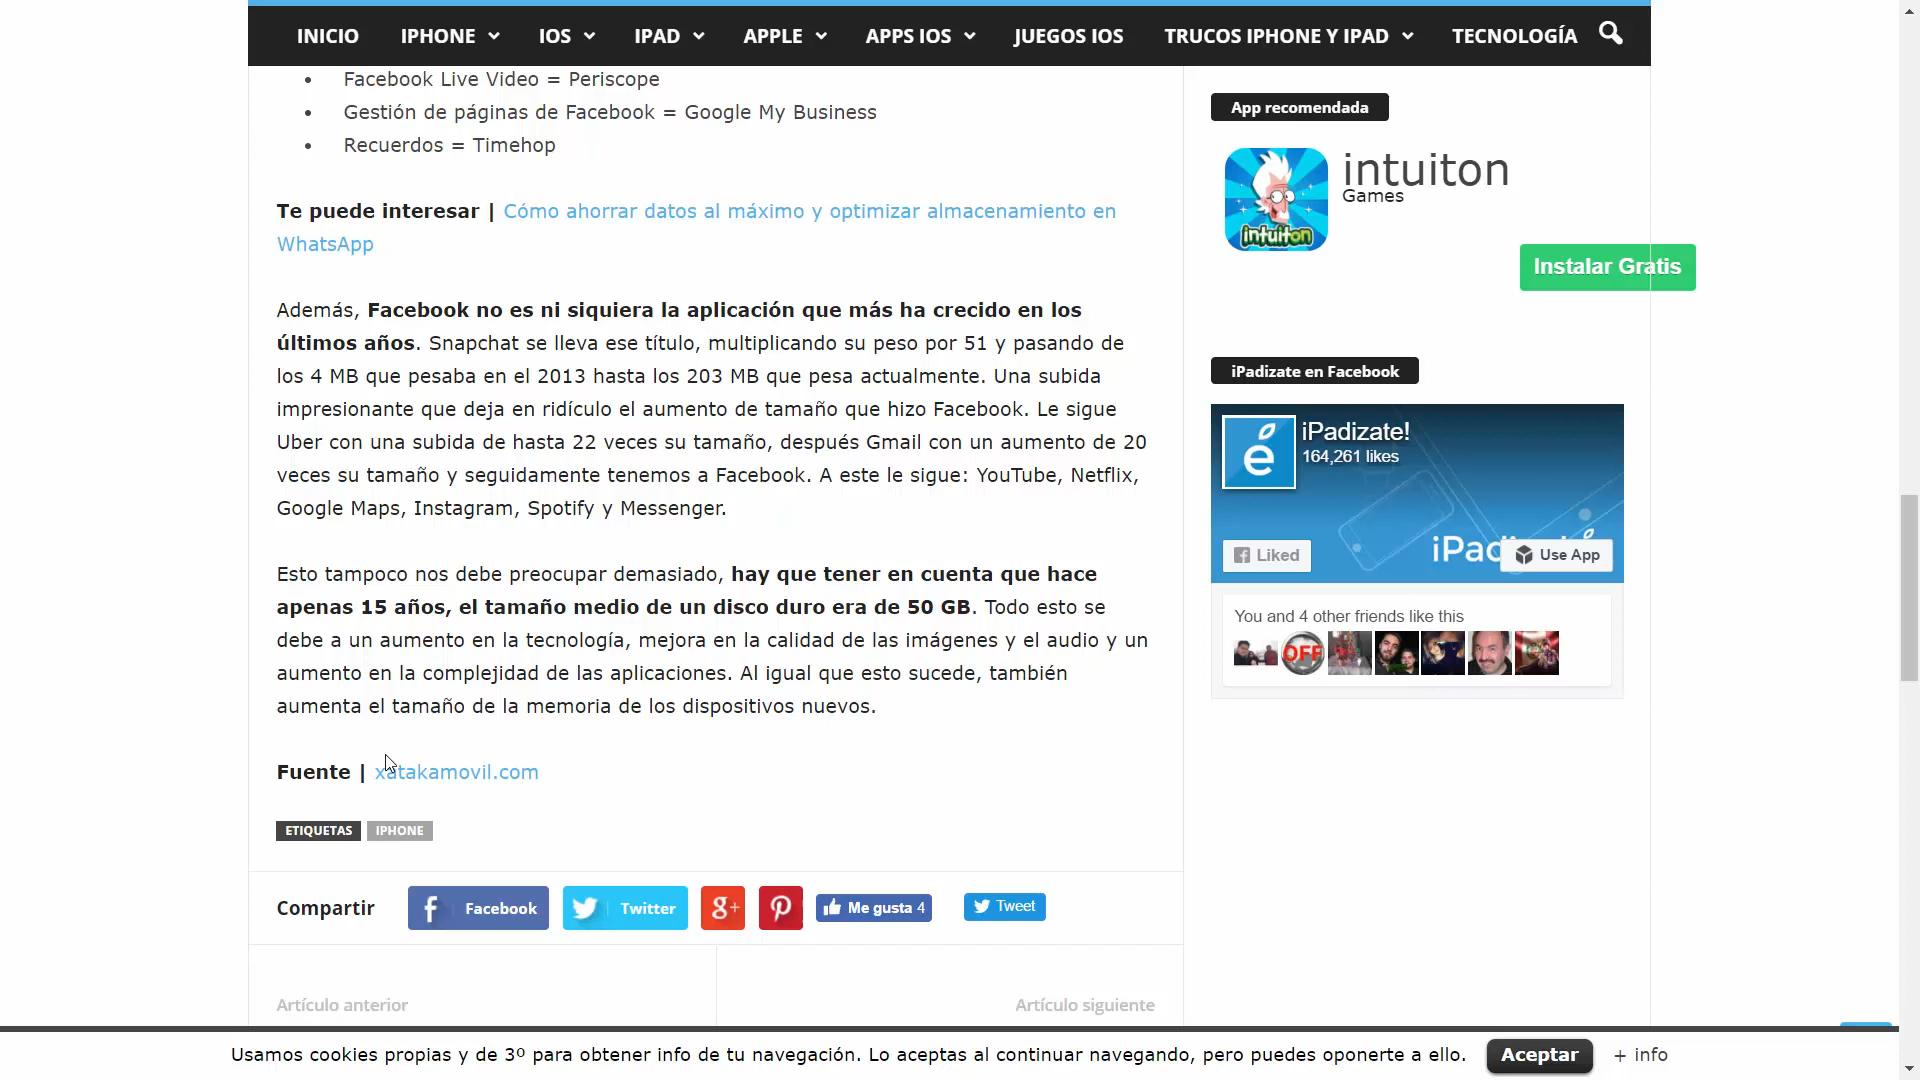 INICIO IPHONE IOS IPAD APPLE APPS IOS JUEGOS IOS TRUCOS IPHONE Y IPAD TECNOLOGÍA
• Facebook Live Video = Periscope
• Gestión de páginas de Facebook = Google My Business
• Recuerdos = Timehop
Te puede interesar | Cómo ahorrar datos al máximo y optimizar almacenamiento en
WhatsApp
Además, Facebook no es ni siquiera la aplicación que más ha crecido en los
últimos años. Snapchat se lleva ese título, multiplicando su peso por 51 y pasando de
los 4 MB que pesaba en el 2013 hasta los 203 MB que pesa actualmente. Una subida
impresionante que deja en ridículo el aumento de tamaño que hizo Facebook. Le sigue
Uber con una subida de hasta 22 veces su tamaño, después Gmail con un aumento de 20
veces su tamaño y seguidamente tenemos a Facebook. A este le sigue: YouTube, Netflix,
Google Maps, Instagram, Spotify y Messenger.
Esto tampoco nos debe preocupar demasiado, hay que tener en cuenta que hace
apenas 15 años, el tamaño medio de un disco duro era de 50 GB. Todo esto se
debe a un aumento en la tecnología, mejora en la calidad de las imágenes y el audio y un
aumento en la complejidad de las aplicaciones. Al igual que esto sucede, también
aumenta el tamaño de la memoria de los dispositivos nuevos.
Fuente | xatakamovil.com
ETIQUETAS IPHONE
Compartir Facebook Twitter g+ Me gusta 4 Tweet
Artículo anterior Artículo siguiente
App recomendada
intuiton
Games
intuiton
Instalar Gratis
iPadizate en Facebook
iPadizate!
164,261 likes
é
Liked
Use App
You and 4 other friends like this
OFF
Usamos cookies propias y de 3º para obtener info de tu navegación. Lo aceptas al continuar navegando, pero puedes oponerte a ello. Aceptar + info